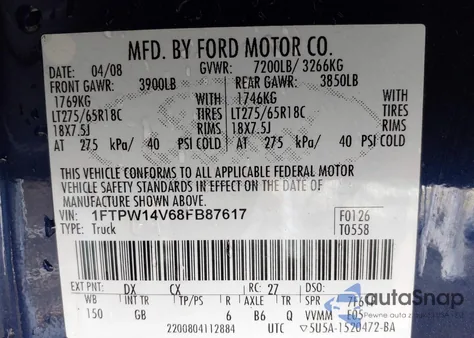 MFD. BY FORD MOTOR CO.
DATE: 04/08 GVWR: 7200LB/ 3266KG
FRONT GAWR: 3900LB REAR GAWR: 3850LB
1769KG WITH 1746KG WITH
LT275/65R18C TIRES LT275/65R18C TIRES
18X7.5J RIMS 18X7.5J RIMS
AT 275 kPa/ 40 PSI COLD AT 275 kPa/ 40 PSI COLD
THIS VEHICLE CONFORMS TO ALL APPLICABLE FEDERAL MOTOR
VEHICLE SAFETY STANDARDS IN EFFECT ON THE DATE OF
MANUFACTURE SHOWN ABOVE.
VIN: 1FTPW14V68FB87617 F0126
TYPE: Truck T0558
EXT PNT: DX CX RC: 27 DSO:
WB INT TR TP/PS R AXLE TR SPR
150 GB 6 B6 Q VVMM F05
2200804112884 UTC 5U5A-1520472-BA
autoSnap